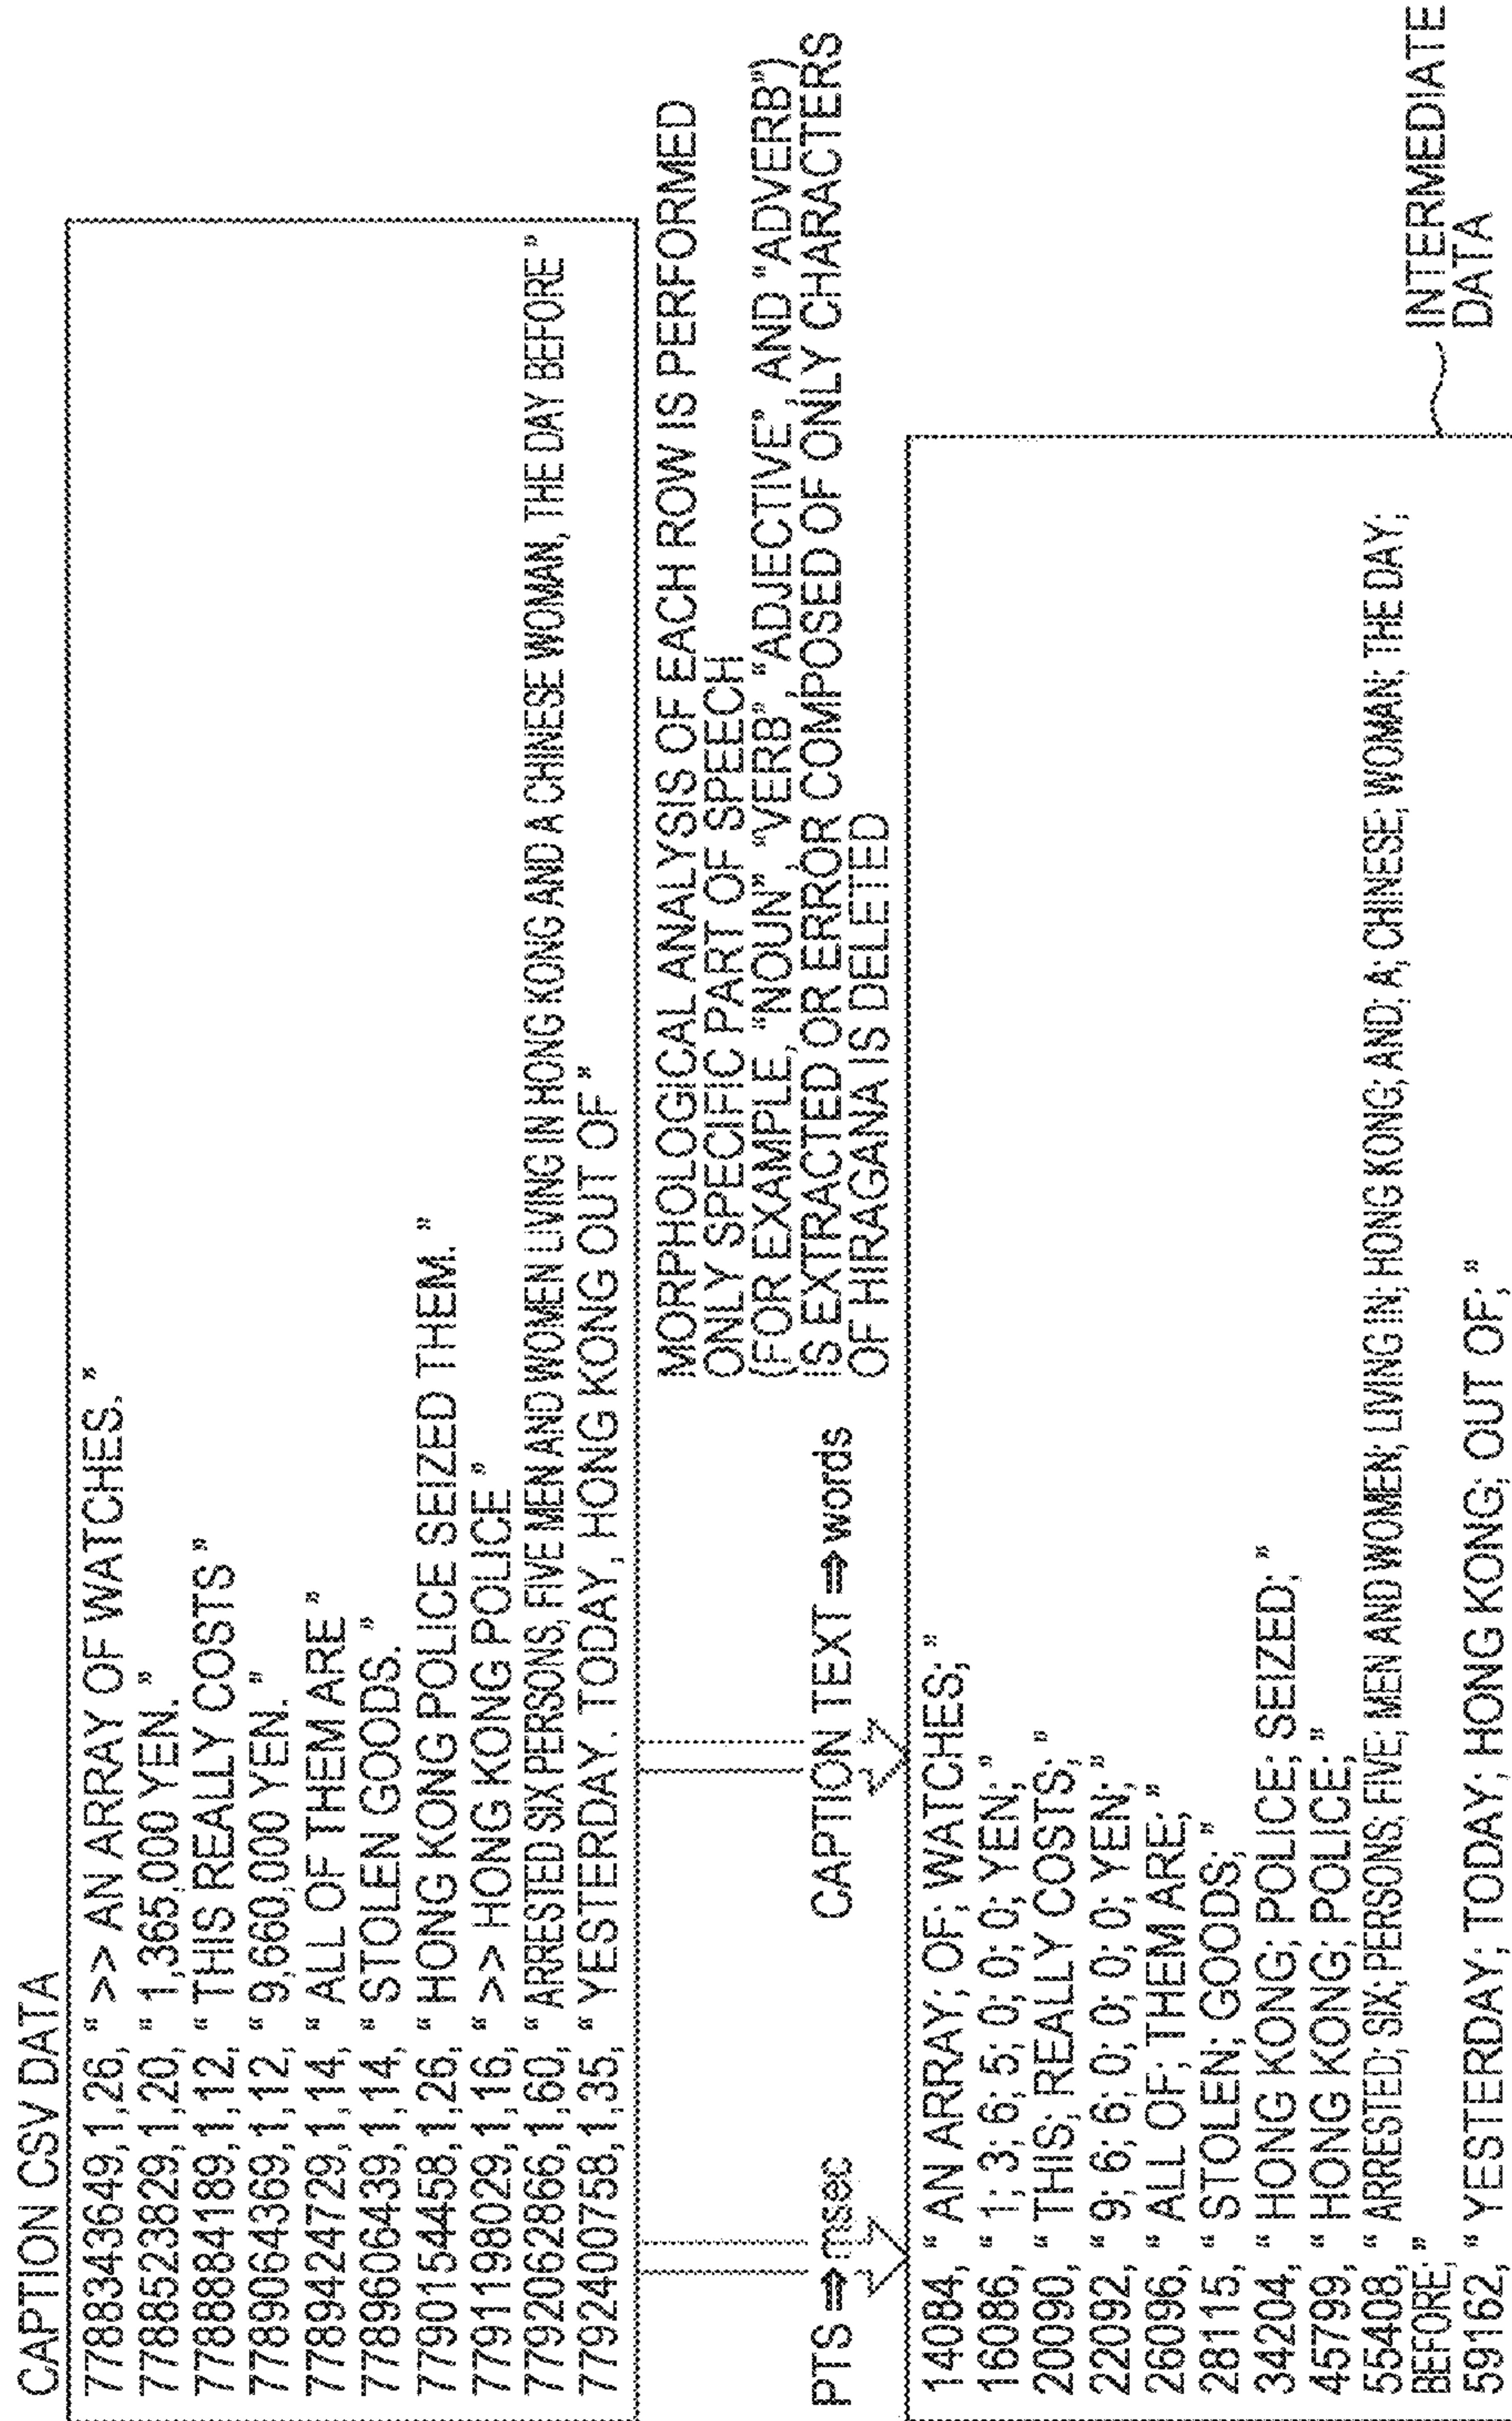 CAPTION CSV DATA
7788343649,1,26, " >> AN ARRAY OF WATCHES. "
7788523829,1,20, " 1,365,000 YEN. "
7788884189,1,12, " THIS REALLY COSTS "
7789064369,1,12, " 9,660,000 YEN. "
7789424729,1,14, " ALL OF THEM ARE "
7789606439,1,14, " STOLEN GOODS. "
7790154458,1,26, " HONG KONG POLICE SEIZED THEM. "
7791198029,1,16, " >> HONG KONG POLICE "
7792062866,1,60, " ARRESTED SIX PERSONS, FIVE MEN AND WOMEN LIVING IN HONG KONG AND A CHINESE WOMAN, THE DAY BEFORE "
7792400758,1,35, " YESTERDAY. TODAY, HONG KONG OUT OF "
MORPHOLOGICAL ANALYSIS OF EACH ROW IS PERFORMED
ONLY SPECIFIC PART OF SPEECH
(FOR EXAMPLE, "NOUN", "VERB", "ADJECTIVE", AND "ADVERB")
IS EXTRACTED OR ERROR COMPOSED OF ONLY CHARACTERS
OF HIRAGANA IS DELETED
PTS ⇒ msec
CAPTION TEXT ⇒ words
14084, " AN ARRAY; OF; WATCHES; "
16086, " 1; 3; 6; 5; 0; 0; 0; YEN; "
20090, " THIS; REALLY COSTS; "
22092, " 9; 6; 6; 0; 0; 0; 0; YEN; "
26096, " ALL OF; THEM ARE; "
28115, " STOLEN; GOODS; "
34204, " HONG KONG; POLICE; SEIZED; "
45799, " HONG KONG; POLICE; "
55408, " ARRESTED; SIX; PERSONS; FIVE; MEN AND WOMEN; LIVING IN; HONG KONG; AND; A; CHINESE; WOMAN; THE DAY;
BEFORE; "
59162, " YESTERDAY; TODAY; HONG KONG; OUT OF; "
INTERMEDIATE
DATA